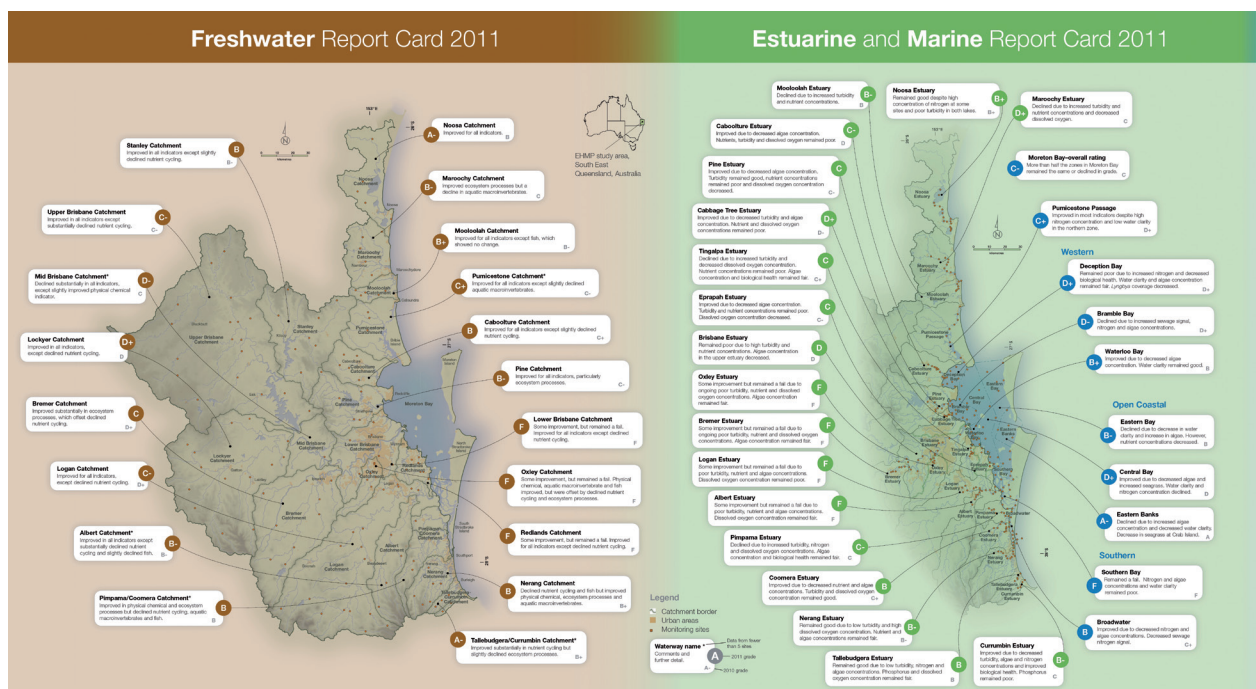 Freshwater Report Card 2011
Stanley Catchment
Improved in all indicators except slightly
declined nutrient cycling.
B-
B
Upper Brisbane Catchment
Improved in all indicators except
substantially declined nutrient cycling.
C-
C-
Mid Brisbane Catchment*
Declined substantially in all indicators,
except slightly improved physical chemical
indicator.
C
D-
Lockyer Catchment
Improved in all indicators,
except declined nutrient cycling.
D
D+
Bremer Catchment
Improved substantially in ecosystem
processes, which offset declined
nutrient cycling.
D+
C
Logan Catchment
Improved for all indicators,
except declined nutrient cycling.
D+
C-
Albert Catchment*
Improved in all indicators except
substantially declined nutrient
cycling and slightly declined fish.
B-
B-
Pimpama/Coomera Catchment*
Improved in physical chemical and ecosystem
processes but declined nutrient cycling, aquatic
macroinvertebrates and fish.
B
B
Noosa Catchment
Improved for all indicators.
B
A-
Maroochy Catchment
Improved ecosystem processes but a
decline in aquatic macroinvertebrates.
C
B-
Mooloolah Catchment
Improved for all indicators except fish, which
showed no change.
B-
B+
Pumicestone Catchment*
Improved for all indicators except slightly declined
aquatic macroinvertebrates.
C-
C+
Caboolture Catchment
Improved for all indicators except slightly declined
nutrient cycling.
C+
B
Pine Catchment
Improved for all indicators, particularly
ecosystem processes.
C-
B-
Lower Brisbane Catchment
Some improvement, but remained a fail.
Improved for all indicators except declined
nutrient cycling.
F
F
Oxley Catchment
Some improvement, but remained a fail. Physical
chemical, aquatic macroinvertebrate and fish
improved, but were offset by declined nutrient cycling
and ecosystem processes.
F
F
Redlands Catchment
Some improvement, but remained a fail. Improved
for all indicators except declined nutrient cycling.
F
F
Nerang Catchment
Declined nutrient cycling and fish but improved
physical chemical, ecosystem processes and
aquatic macroinvertebrates.
B+
B
Tallebudgera/Currumbin Catchment*
Improved substantially in nutrient cycling but
slightly declined ecosystem processes.
B+
A-
EHMP study area,
South East
Queensland, Australia
Moreton Bay
Estuarine and Marine Report Card 2011
Mooloolah Estuary
Declined due to increased turbidity
and nutrient concentrations.
B
B-
Caboolture Estuary
Improved due to decreased algae concentration.
Nutrients, turbidity and dissolved oxygen remained poor.
D
C-
Pine Estuary
Improved due to decreased algae concentration.
Turbidity remained good, nutrient concentrations
remained poor and dissolved oxygen concentration
decreased.
C-
C
Cabbage Tree Estuary
Improved due to decreased turbidity and algae
concentration. Nutrient and dissolved oxygen
concentrations remained poor.
D-
D+
Tingalpa Estuary
Declined due to increased turbidity and
decreased dissolved oxygen concentration.
Nutrient concentrations remained poor. Algae
concentration and biological health remained fair.
C+
C
Eprapah Estuary
Improved due to decreased algae concentration.
Turbidity and nutrient concentrations remained poor.
Dissolved oxygen concentration decreased.
C-
C
Brisbane Estuary
Remained poor due to high turbidity and
nutrient concentrations. Algae concentration
in the upper estuary decreased.
D
D
Oxley Estuary
Some improvement but remained a fail due to
ongoing poor turbidity, nutrient and dissolved oxygen
concentrations. Algae concentration
remained fair.
F
F
Bremer Estuary
Some improvement but remained a fail due to
ongoing poor turbidity, nutrient and dissolved oxygen
concentrations. Algae concentration remained fair.
F
F
Logan Estuary
Some improvement but remained a fail due to
poor turbidity, nutrient and algae concentrations.
Dissolved oxygen concentration remained poor.
F
F
Albert Estuary
Some improvement but remained a fail due to
poor turbidity, nutrient and algae concentrations.
Dissolved oxygen concentration remained fair.
F
F
Pimpama Estuary
Declined due to increased turbidity, nitrogen
and dissolved oxygen concentrations. Algae
concentration and biological health remained fair.
C
C-
Coomera Estuary
Improved due to decreased nutrient and algae
concentrations. Turbidity and dissolved oxygen
concentration remained good.
C+
B
Nerang Estuary
Remained good due to low turbidity and high
dissolved oxygen concentration. Nutrient and
algae concentrations remained fair.
B-
B-
Tallebudgera Estuary
Remained good due to low turbidity, nitrogen and
algae concentrations. Phosphorus and dissolved
oxygen concentration remained fair.
B
B
Currumbin Estuary
Improved due to decreased
turbidity, algae and nitrogen
concentrations and improved
biological health. Phosphorus
remained poor.
C
B-
Noosa Estuary
Remained good despite high
concentration of nitrogen at some
sites and poor turbidity in both lakes.
B+
B+
Maroochy Estuary
Declined due to increased turbidity and
nutrient concentrations and decreased
dissolved oxygen.
C
D+
Moreton Bay-overall rating
More than half the zones in Moreton Bay
remained the same or declined in grade.
C
C-
Pumicestone Passage
Improved in most indicators despite high
nitrogen concentration and low water clarity
in the northern zone.
D+
C+
Western
Deception Bay
Remained poor due to increased nitrogen and decreased
biological health. Water clarity and algae concentration
remained fair. Lyngbya coverage decreased.
D+
D+
Bramble Bay
Declined due to increased sewage signal,
nitrogen and algae concentrations.
D+
D-
Waterloo Bay
Improved due to decreased algae
concentration. Water clarity remained good.
B
B+
Open Coastal
Eastern Bay
Declined due to decrease in water
clarity and increase in algae. However,
nutrient concentrations decreased.
B
B-
Central Bay
Improved due to decreased algae and
increased seagrass. Water clarity and
nitrogen concentration declined.
D
D+
Eastern Banks
Declined due to increased algae
concentration and decreased water clarity.
Decrease in seagrass at Crab Island.
A
A-
Southern
Southern Bay
Remained a fail. Nitrogen and algae
concentrations and water clarity
remained poor.
F
F
Broadwater
Improved due to decreased nitrogen and
algae concentrations. Decreased sewage
nitrogen signal.
C+
B
Legend
Catchment border
Urban areas
Monitoring sites
Waterway name *
Comments and
further detail.
A-
A
Data from fewer
than 5 sites
2011 grade
2010 grade